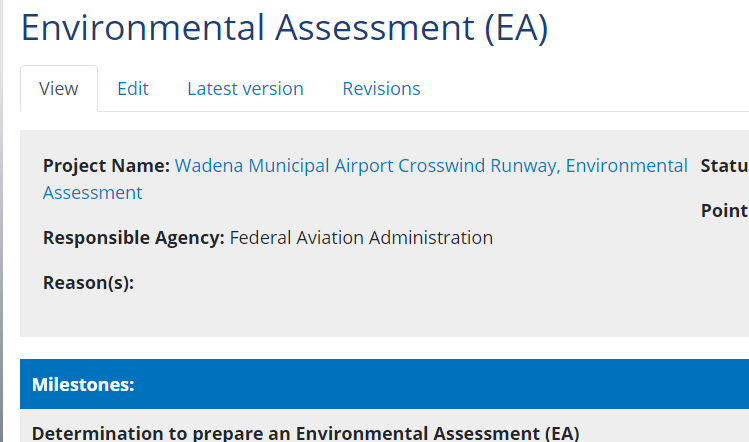 Environmental Assessment (EA)
View Edit Latest version Revisions
Project Name: Wadena Municipal Airport Crosswind Runway, Environmental
Assessment
Statu
Point
Responsible Agency: Federal Aviation Administration
Reason(s):
Milestones:
Determination to prepare an Environmental Assessment (EA)